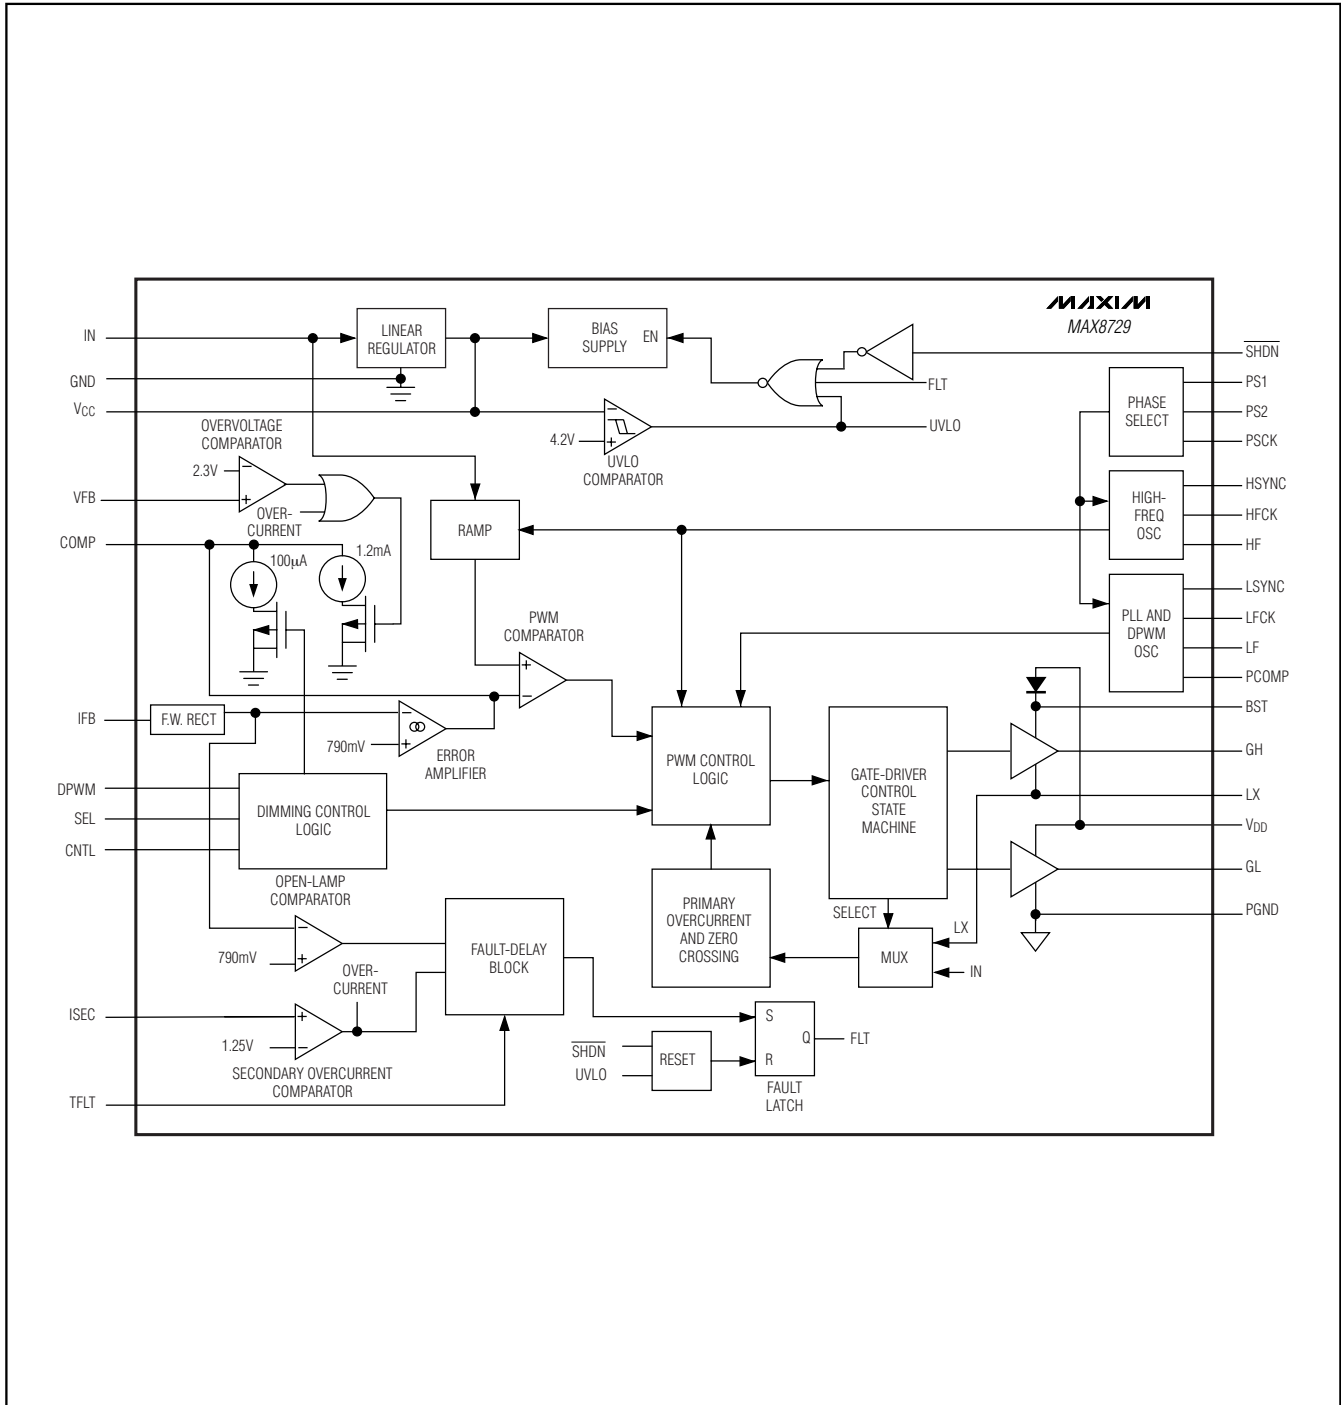 MAXIM
MAX8729
IN
GND
VCC
VFB
COMP
IFB
DPWM
SEL
CNTL
ISEC
TFLT
LINEAR
REGULATOR
BIAS
SUPPLY
EN
SHDN
FLT
UVLO
4.2V
UVLO
COMPARATOR
OVERVOLTAGE
COMPARATOR
2.3V
OVER-
CURRENT
100μA
1.2mA
RAMP
PWM
COMPARATOR
F.W. RECT
790mV
ERROR
AMPLIFIER
DIMMING CONTROL
LOGIC
OPEN-LAMP
COMPARATOR
790mV
OVER-
CURRENT
1.25V
SECONDARY OVERCURRENT
COMPARATOR
FAULT-DELAY
BLOCK
PWM CONTROL
LOGIC
PRIMARY
OVERCURRENT
AND ZERO
CROSSING
GATE-DRIVER
CONTROL
STATE
MACHINE
SELECT
MUX
LX
IN
SHDN
UVLO
RESET
S
R
Q
FLT
FAULT
LATCH
PHASE
SELECT
HIGH-
FREQ
OSC
PLL AND
DPWM
OSC
PS1
PS2
PSCK
HSYNC
HFCK
HF
LSYNC
LFCK
LF
PCOMP
BST
GH
LX
VDD
GL
PGND